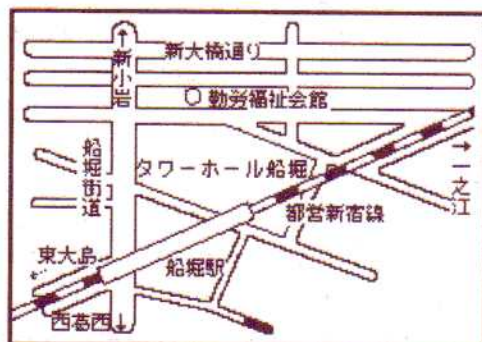 新大橋通り
↑新小岩
勤労福祉会館
船堀街道
タワーホール船堀
→一之江
都営新宿線
東大島
船堀駅
西葛西↓